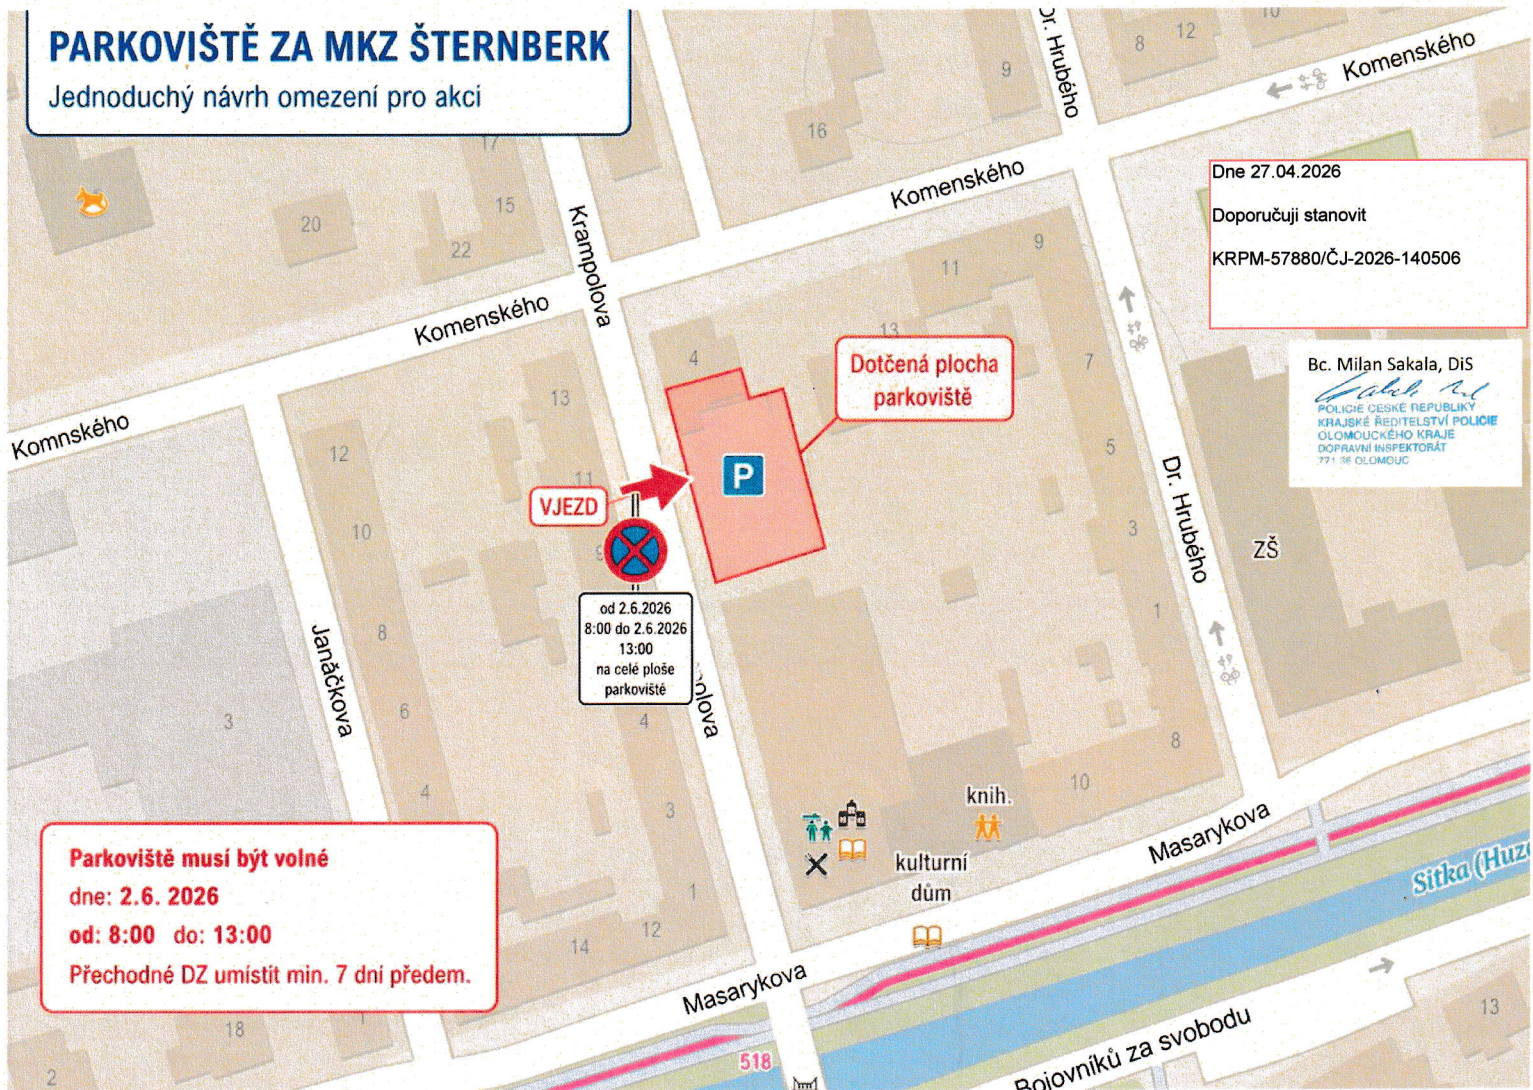 PARKOVIŠTĚ ZA MKZ ŠTERNBERK
Jednoduchý návrh omezení pro akci
Dr. Hrubého
8
12
10
9
16
Komenského
Komenského
17
15
20
22
Krampolova
Komenského
Komnského
Dne 27.04.2026
Doporučuji stanovit
KRPM-57880/ČJ-2026-140506
Bc. Milan Sakala, DiS
POLICIE ČESKÉ REPUBLIKY
KRAJSKÉ ŘEDITELSTVÍ POLICIE
OLOMOUCKÉHO KRAJE
DOPRAVNÍ INSPEKTORÁT
771 36 OLOMOUC
9
11
13
4
7
Dotčená plocha
parkoviště
13
12
11
5
P
VJEZD
10
9
3
Dr. Hrubého
ZŠ
od 2.6.2026
8:00 do 2.6.2026
13:00
na celé ploše
parkoviště
1
8
Janáčkova
6
3
4
olova
8
10
4
3
knih.
kulturní
dům
Masarykova
Sitka (Huzo
1
12
14
Parkoviště musí být volné
dne: 2.6. 2026
od: 8:00 do: 13:00
Přechodné DZ umístit min. 7 dní předem.
Masarykova
18
1
2
518
Bojovníků za svobodu
13